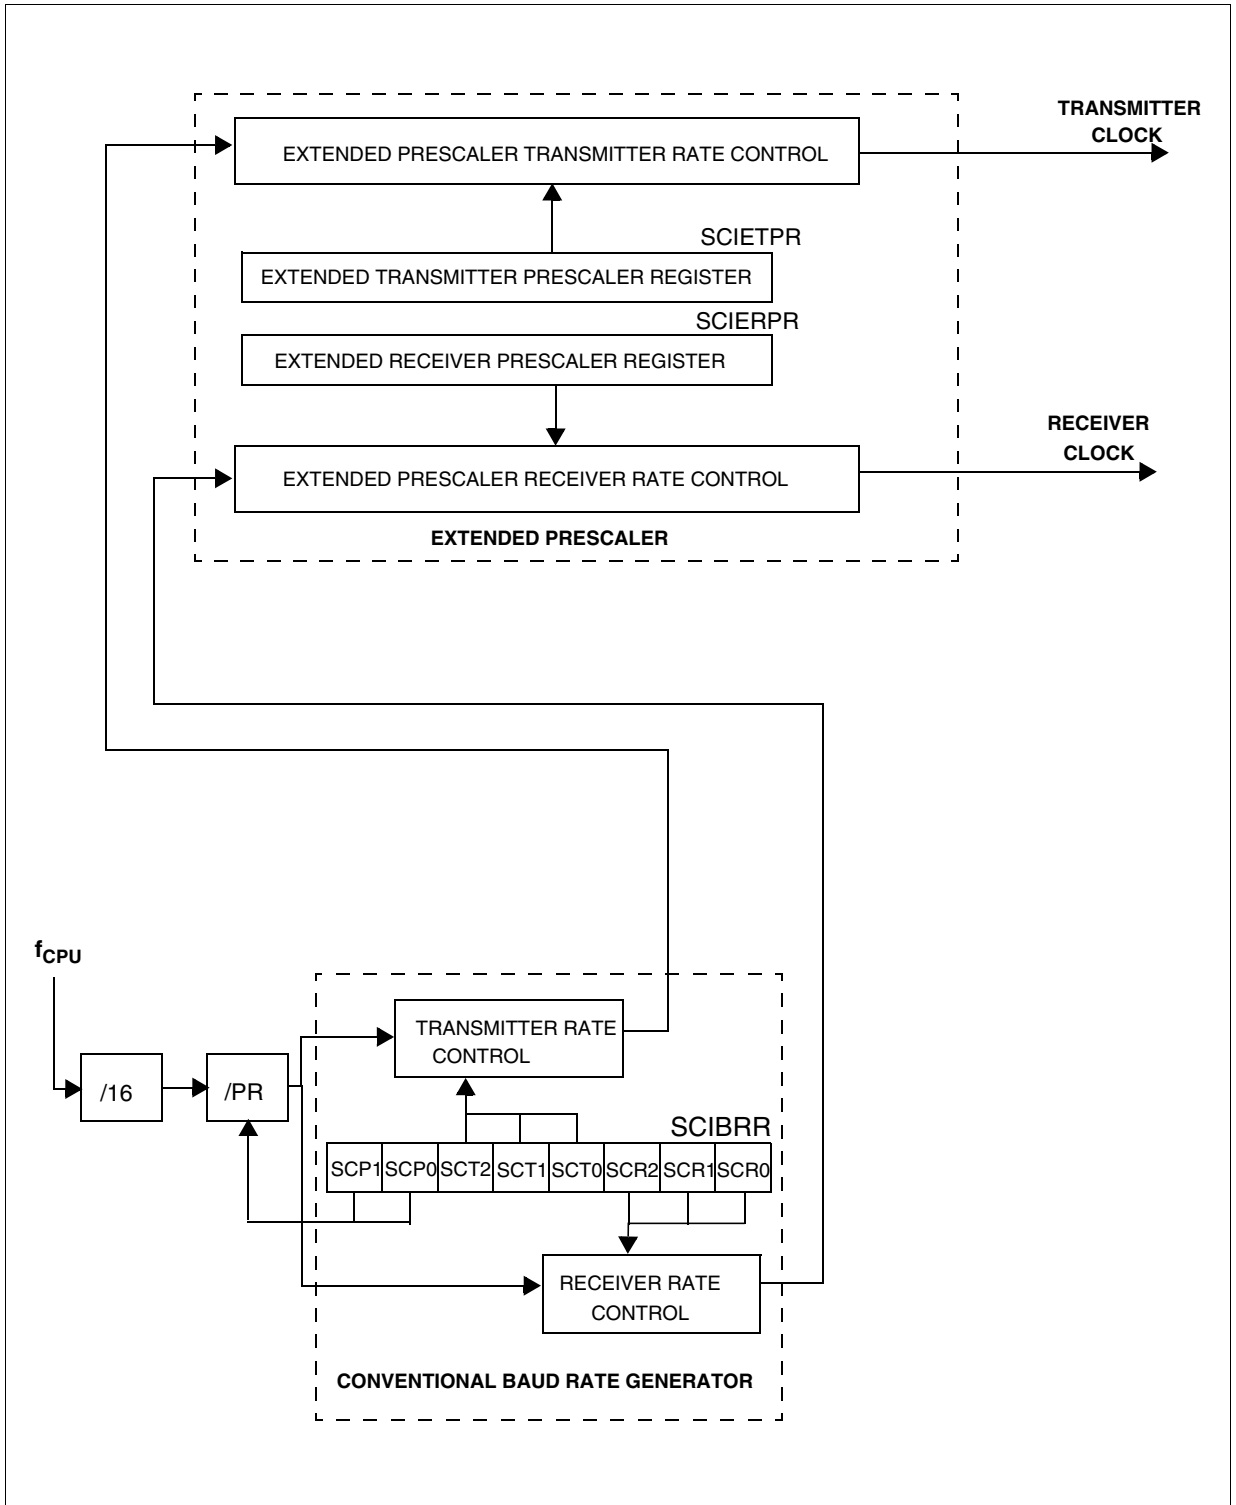 TRANSMITTER
CLOCK
EXTENDED PRESCALER TRANSMITTER RATE CONTROL
SCIETPR
EXTENDED TRANSMITTER PRESCALER REGISTER
SCIERPR
EXTENDED RECEIVER PRESCALER REGISTER
RECEIVER
CLOCK
EXTENDED PRESCALER RECEIVER RATE CONTROL
EXTENDED PRESCALER
fCPU
TRANSMITTER RATE
CONTROL
/16
/PR
SCIBRR
SCP1 SCP0 SCT2 SCT1 SCT0 SCR2 SCR1 SCR0
RECEIVER RATE
CONTROL
CONVENTIONAL BAUD RATE GENERATOR